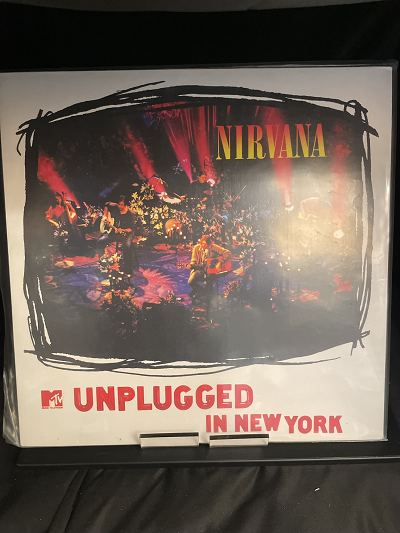 NIRVANA
MTV UNPLUGGED
IN NEW YORK